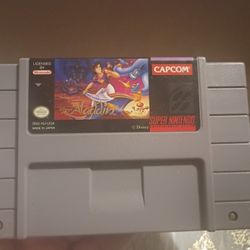 LICENSED
BY
Nintendo
CAPCOM
Aladdin
MADE IN JAPAN
© Disney
SUPER NINTENDO